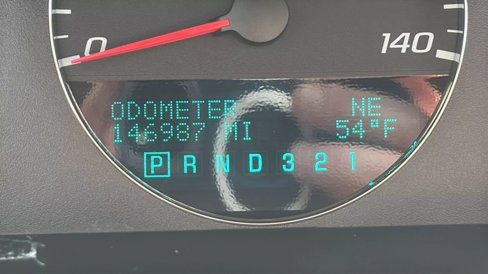 0 140
ODOMETER NE
146987 MI 54°F
P R N D 3 2 1